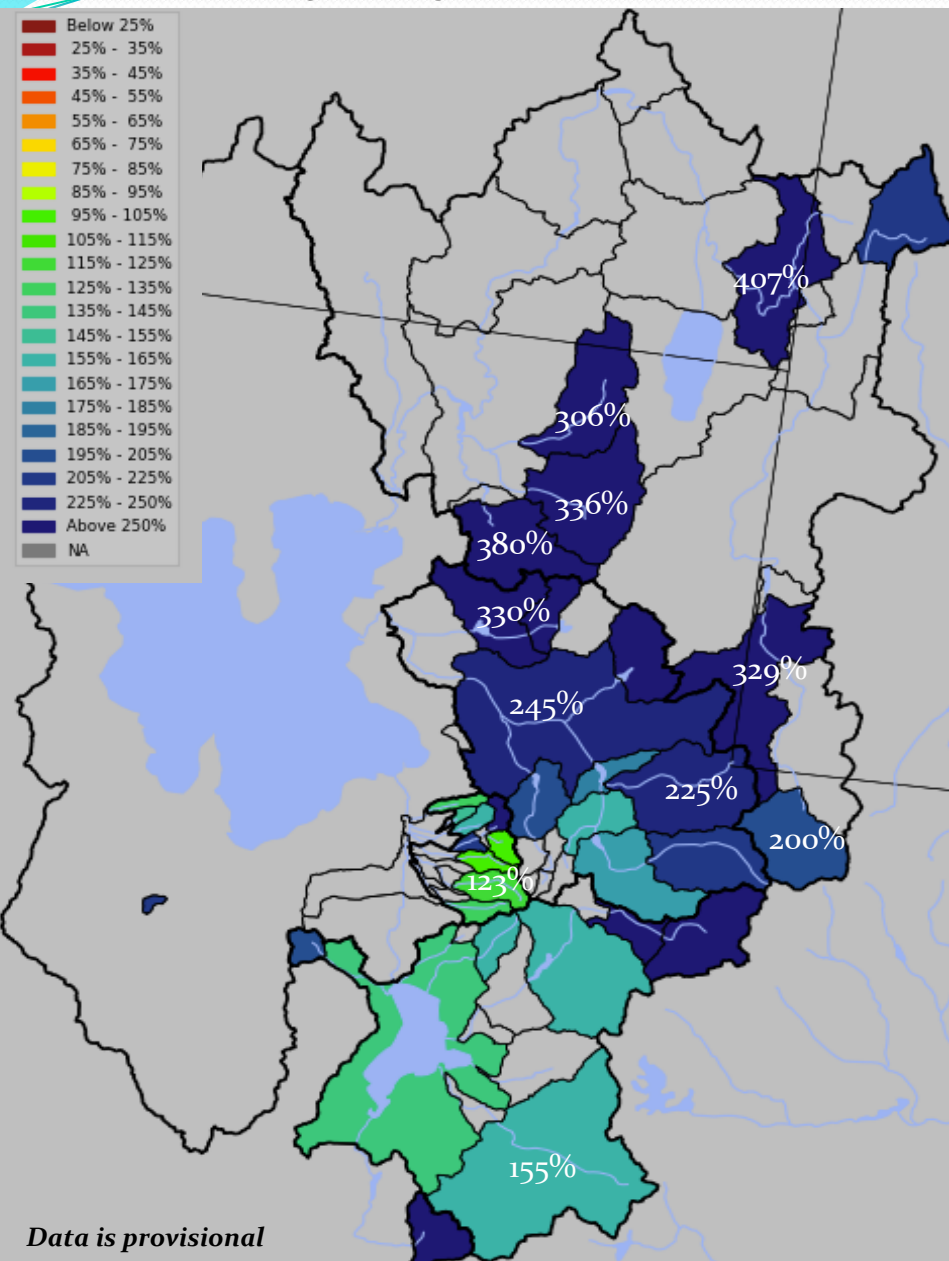 Below 25%
25% - 35%
35% - 45%
45% - 55%
55% - 65%
65% - 75%
75% - 85%
85% - 95%
95% - 105%
105% - 115%
115% - 125%
125% - 135%
135% - 145%
145% - 155%
155% - 165%
165% - 175%
175% - 185%
185% - 195%
195% - 205%
205% - 225%
225% - 250%
Above 250%
NA
407%
306%
336%
380%
330%
329%
245%
225%
200%
123%
155%
Data is provisional